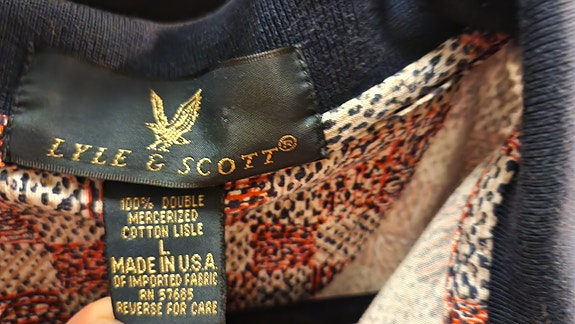 LYLE & SCOTT®
100% DOUBLE
MERCERIZED
COTTON LISLE
L
MADE IN U.S.A.
OF IMPORTED FABRIC
RN 57685
REVERSE FOR CARE